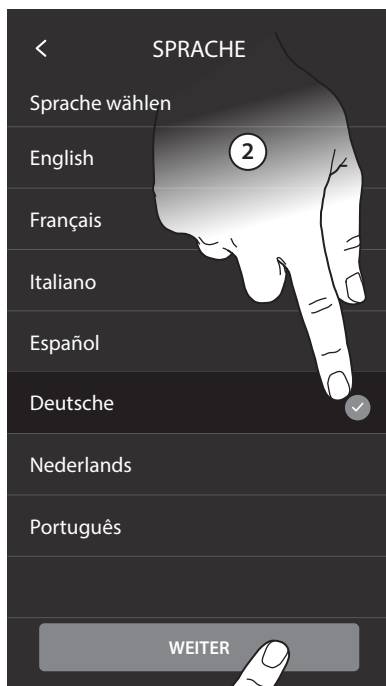 SPRACHE
Sprache wählen
English
2
Français
Italiano
Español
Deutsche
Nederlands
Português
WEITER